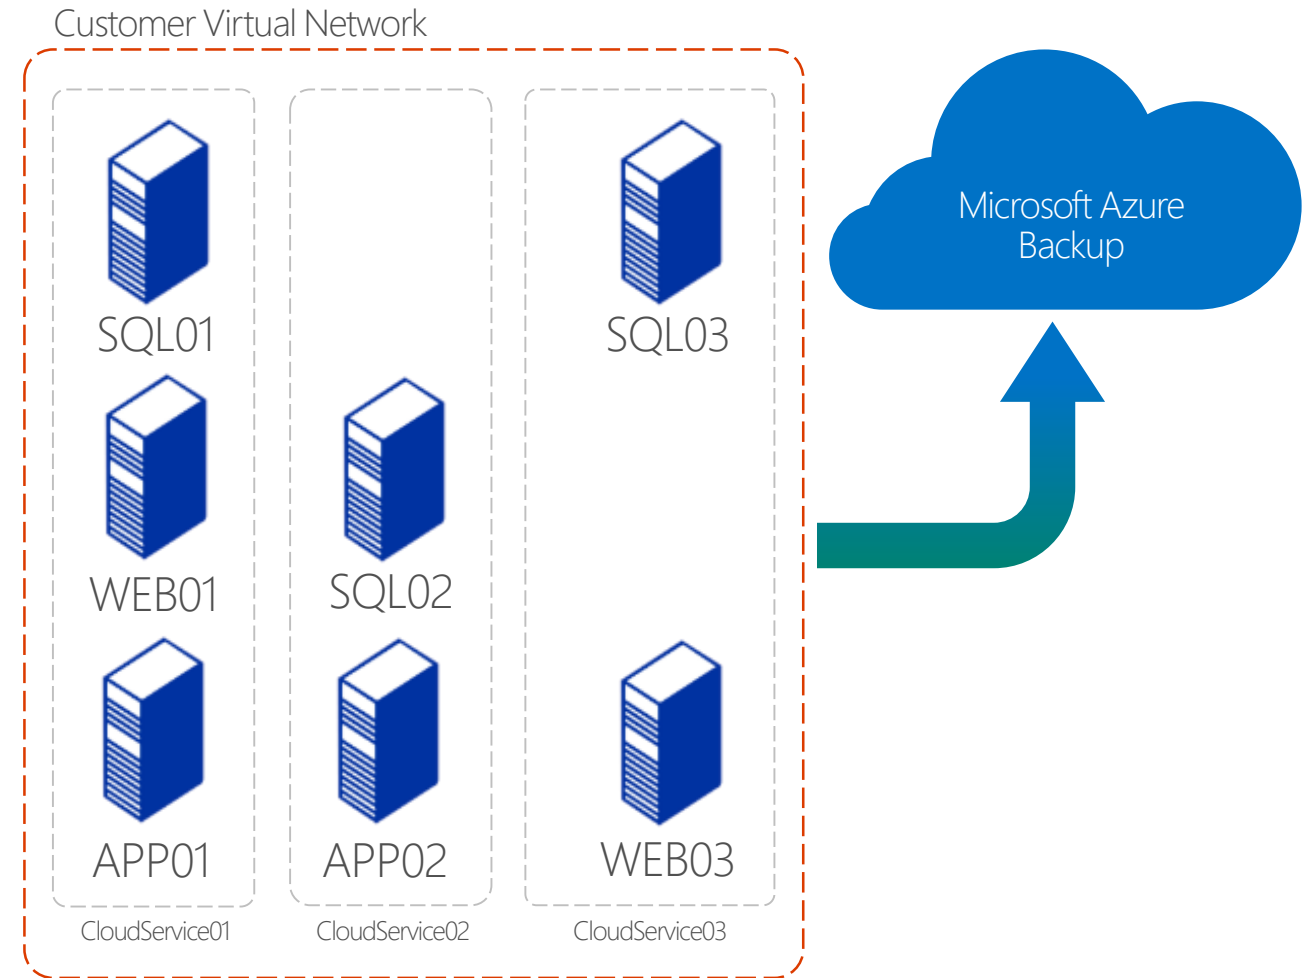 Customer Virtual Network
Microsoft Azure
Backup
SQL01
SQL03
WEB01
SQL02
APP01
APP02
WEB03
CloudService01
CloudService02
CloudService03